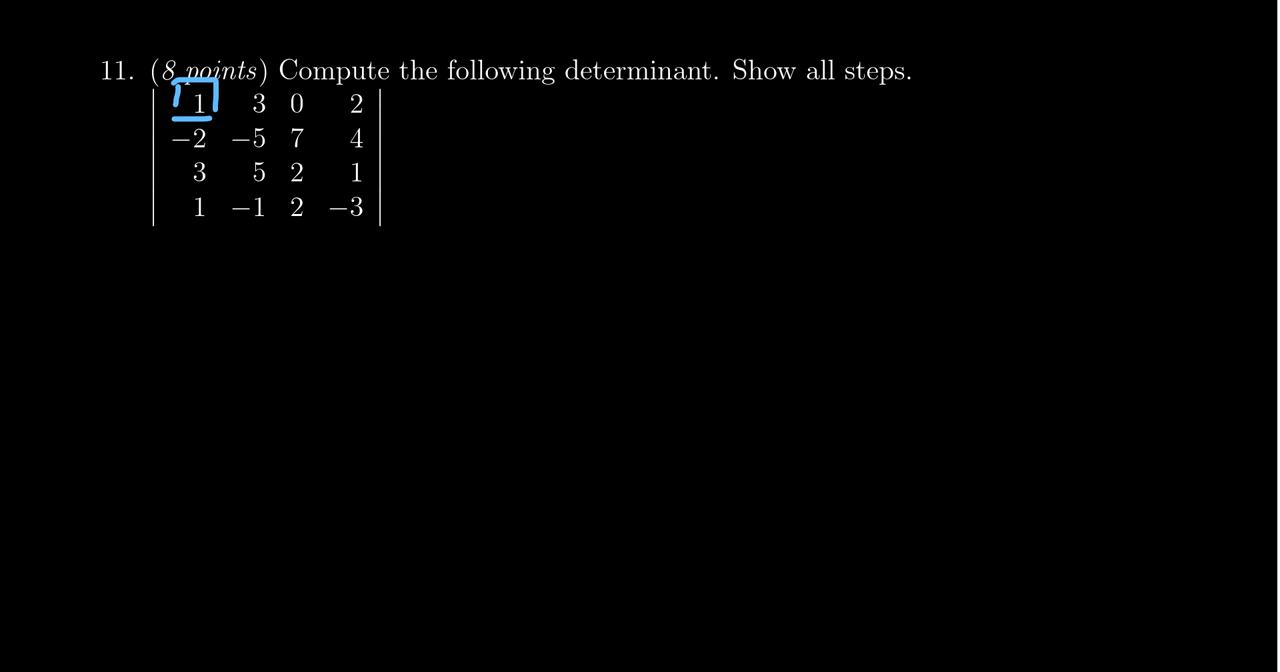 11. (8 points) Compute the following determinant. Show all steps.
1 3 0 2
−2 −5 7 4
3 5 2 1
1 −1 2 −3